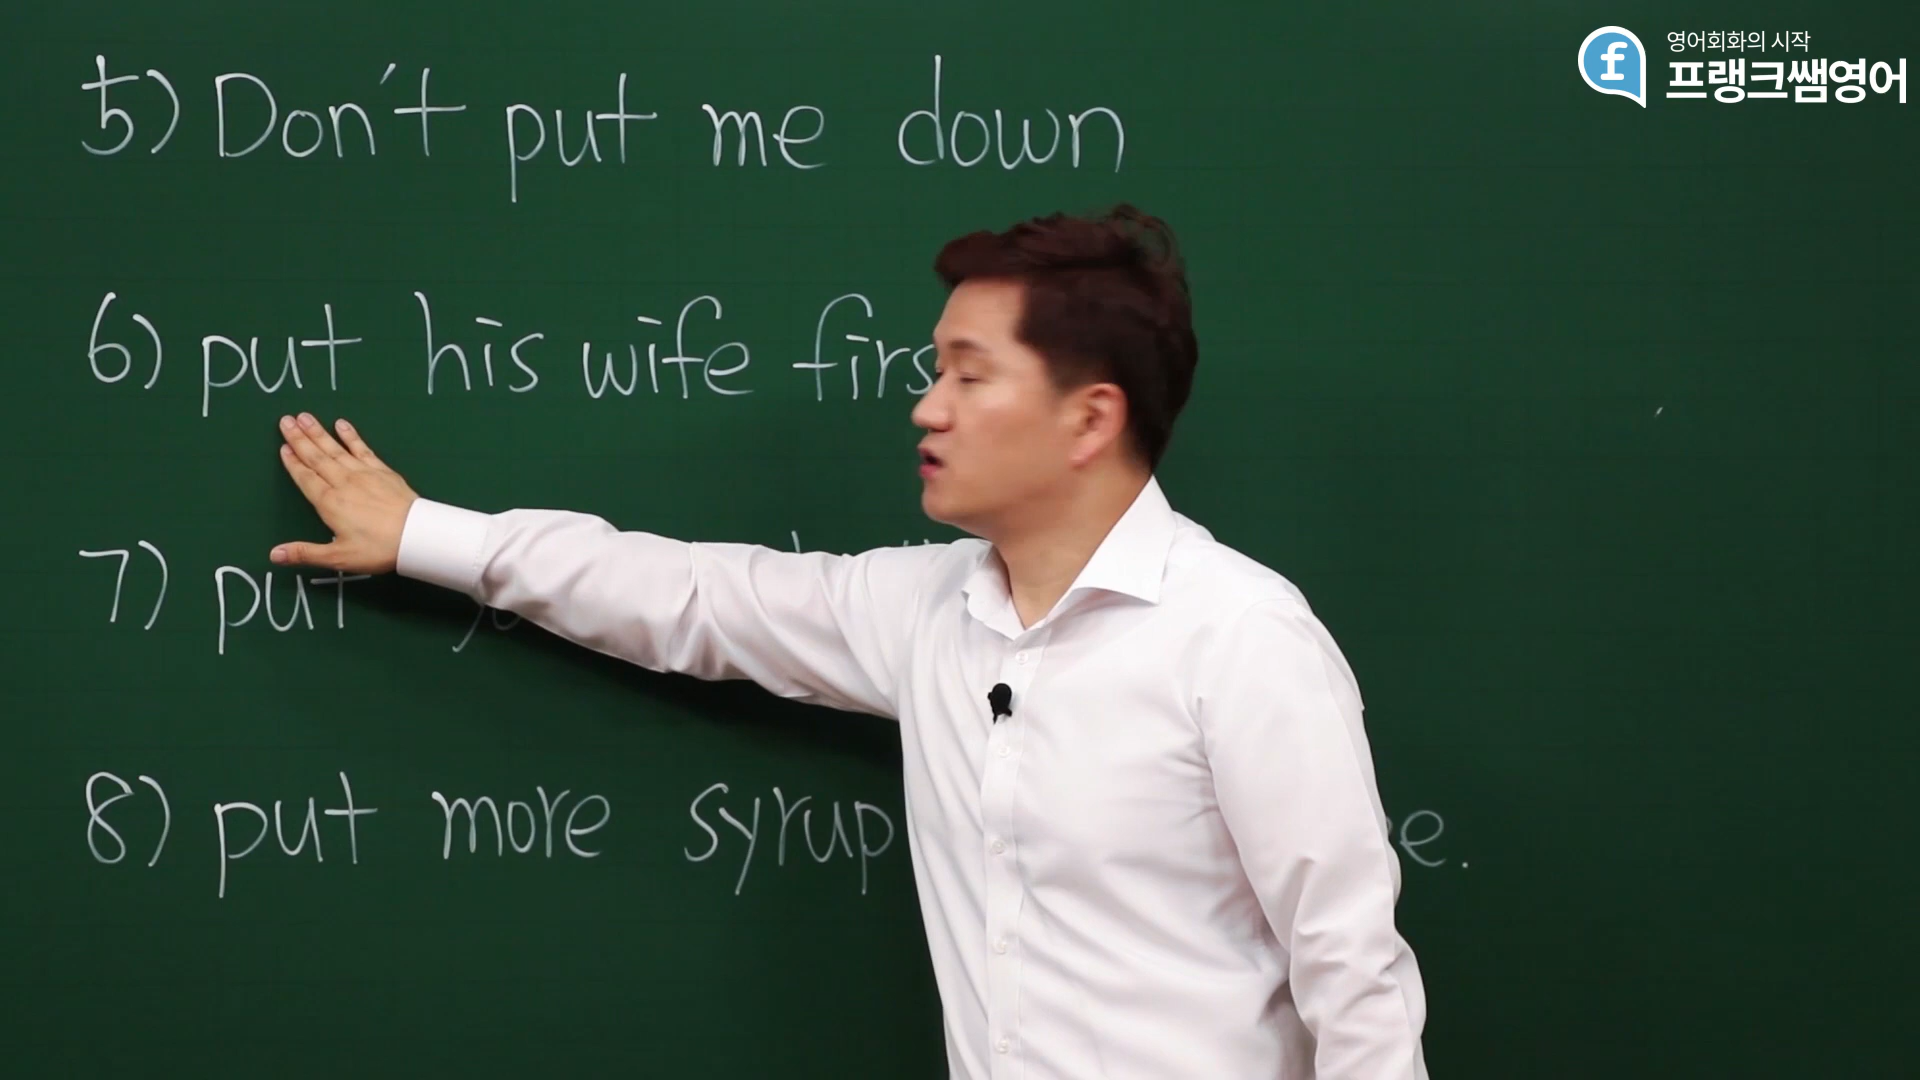 영어회화의 시작
프랭크쌤영어
5) Don't put me down
6) put his wife
7) put
8) put more syrup